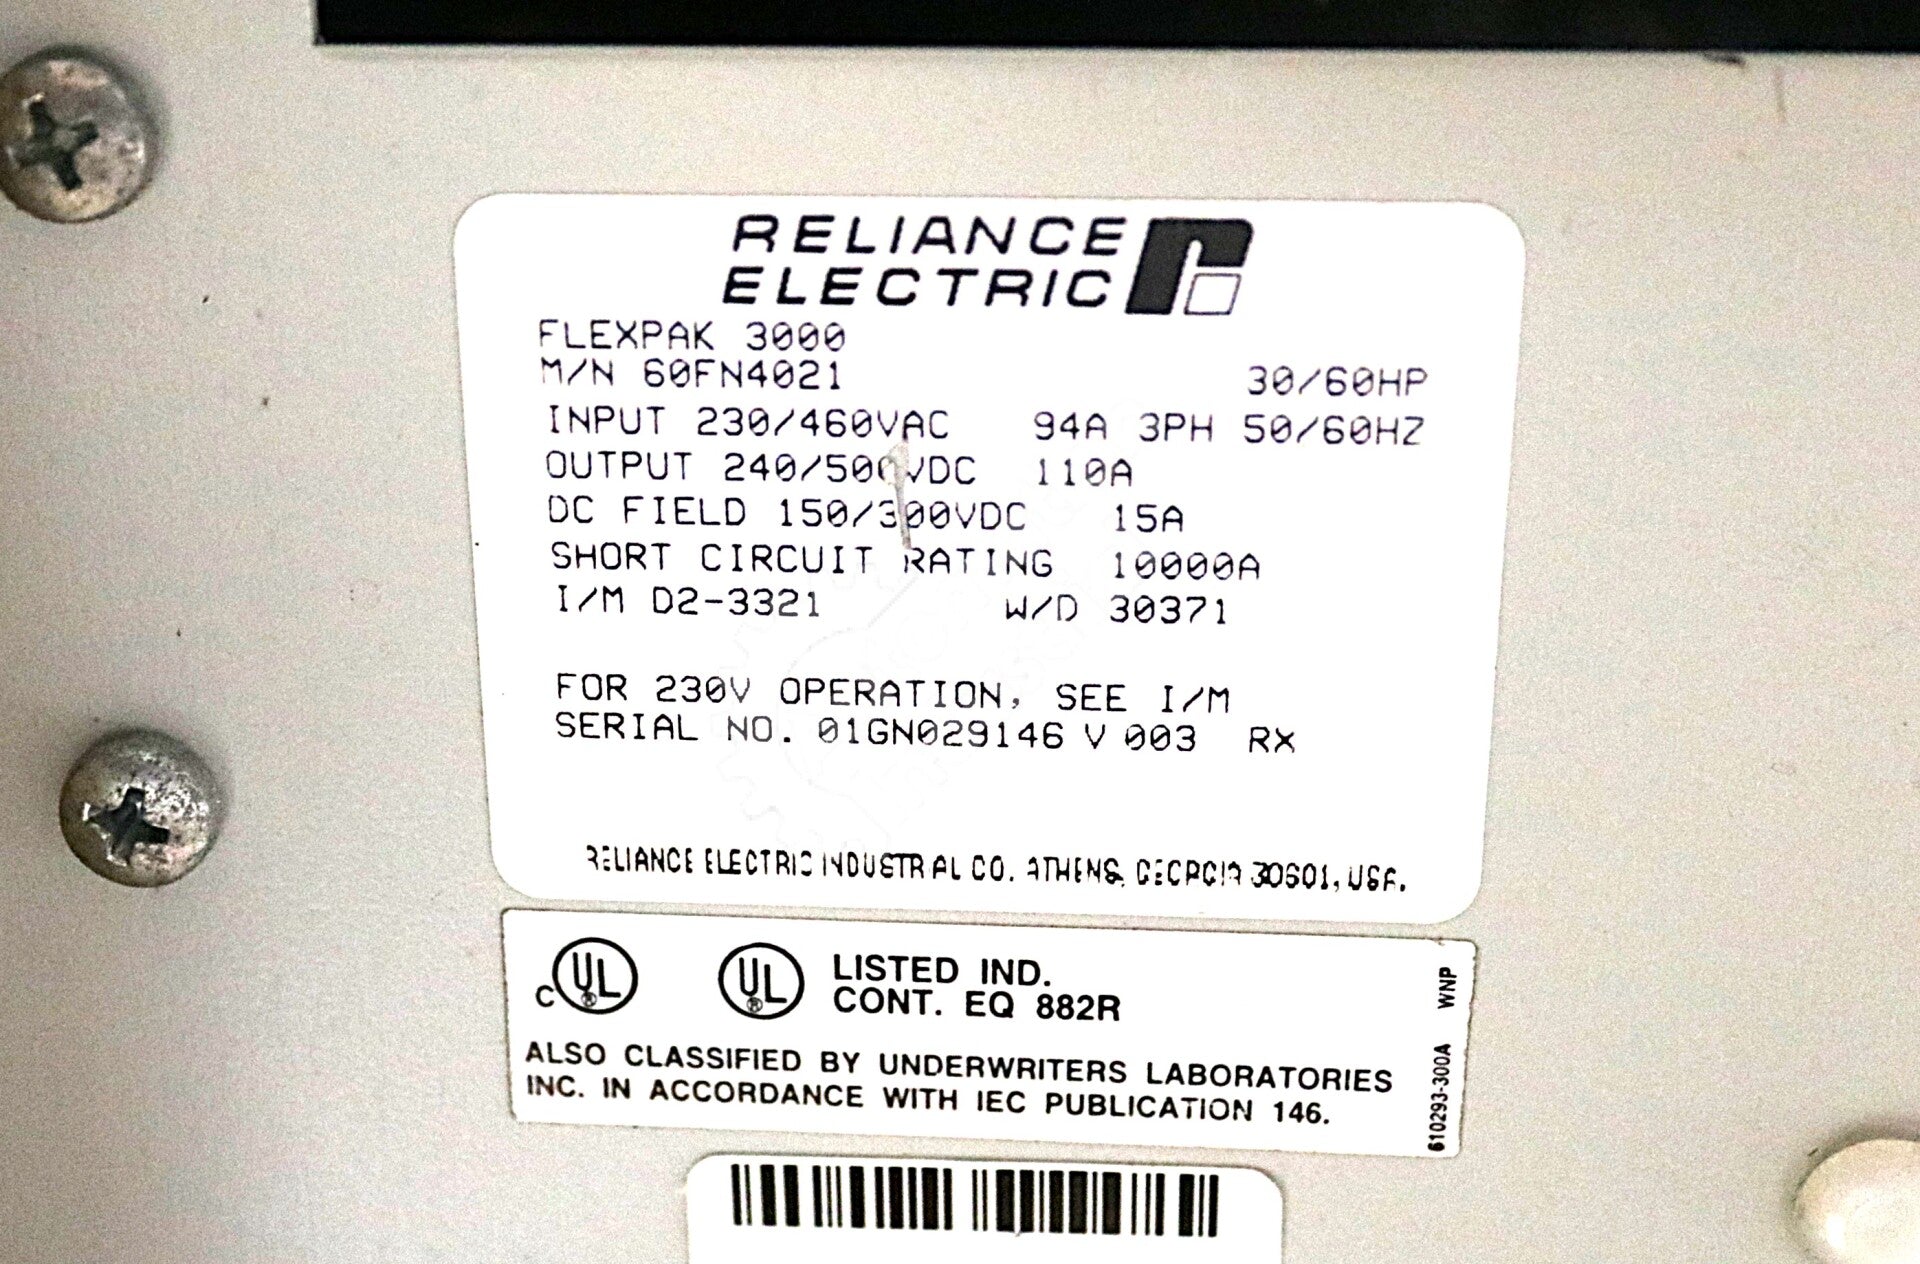 RELIANCE
ELECTRIC
FLEXPAK 3000
M/N 60FN4021 30/60HP
INPUT 230/460VAC 94A 3PH 50/60HZ
OUTPUT 240/500VDC 110A
DC FIELD 150/300VDC 15A
SHORT CIRCUIT RATING 10000A
I/M D2-3321 W/D 30371
FOR 230V OPERATION, SEE I/M
SERIAL NO. 01GN029146 V 003 RX
RELIANCE ELECTRIC INDUSTRIAL CO. ATHENS, GEORGIA 30601, USA.
C UL ® UL ® LISTED IND.
CONT. EQ 882R
ALSO CLASSIFIED BY UNDERWRITERS LABORATORIES
INC. IN ACCORDANCE WITH IEC PUBLICATION 146.
610293-300A WNP